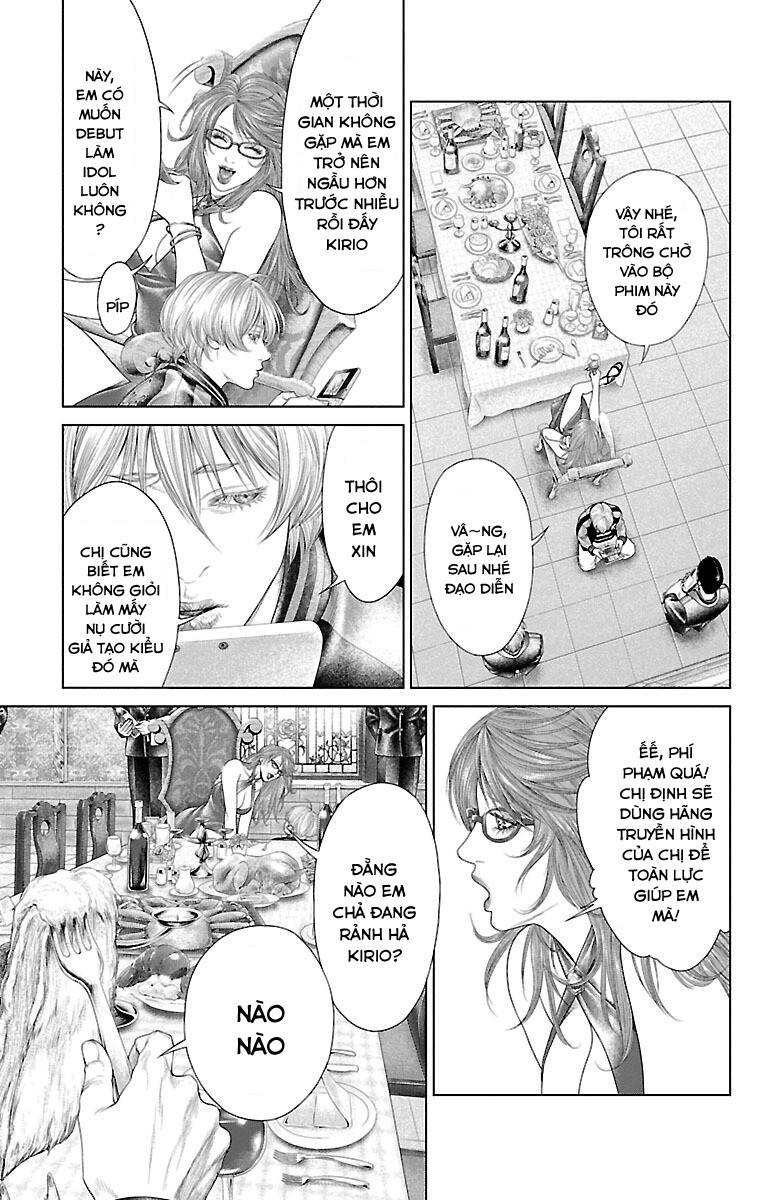 VẬY NHÉ,
TÔI RẤT
TRÔNG CHỜ
VÀO BỘ
PHIM NÀY
ĐÓ
VÂ~NG,
GẶP LẠI
SAU NHÉ
ĐẠO DIỄN
MỘT THỜI
GIAN KHÔNG
GẶP MÀ EM
TRỞ NÊN
NGẦU HƠN
TRƯỚC NHIỀU
RỒI ĐẤY
KIRIO
NÀY,
EM CÓ
MUỐN
DEBUT
LÀM
IDOL
LUÔN
KHÔNG
?
PÍP
THÔI
CHO
EM
XIN
CHỊ CŨNG
BIẾT EM
KHÔNG GIỎI
LÀM MẤY
NỤ CƯỜI
GIẢ TẠO KIỂU
ĐÓ MÀ
ẾẾ, PHÍ
PHẠM QUÁ!
CHỊ ĐỊNH SẼ
DÙNG HÃNG
TRUYỀN HÌNH
CỦA CHỊ ĐỂ
TOÀN LỰC
GIÚP EM
MÀ!
ĐẰNG
NÀO EM
CHẢ ĐANG
RẢNH HẢ
KIRIO?
NÀO
NÀO